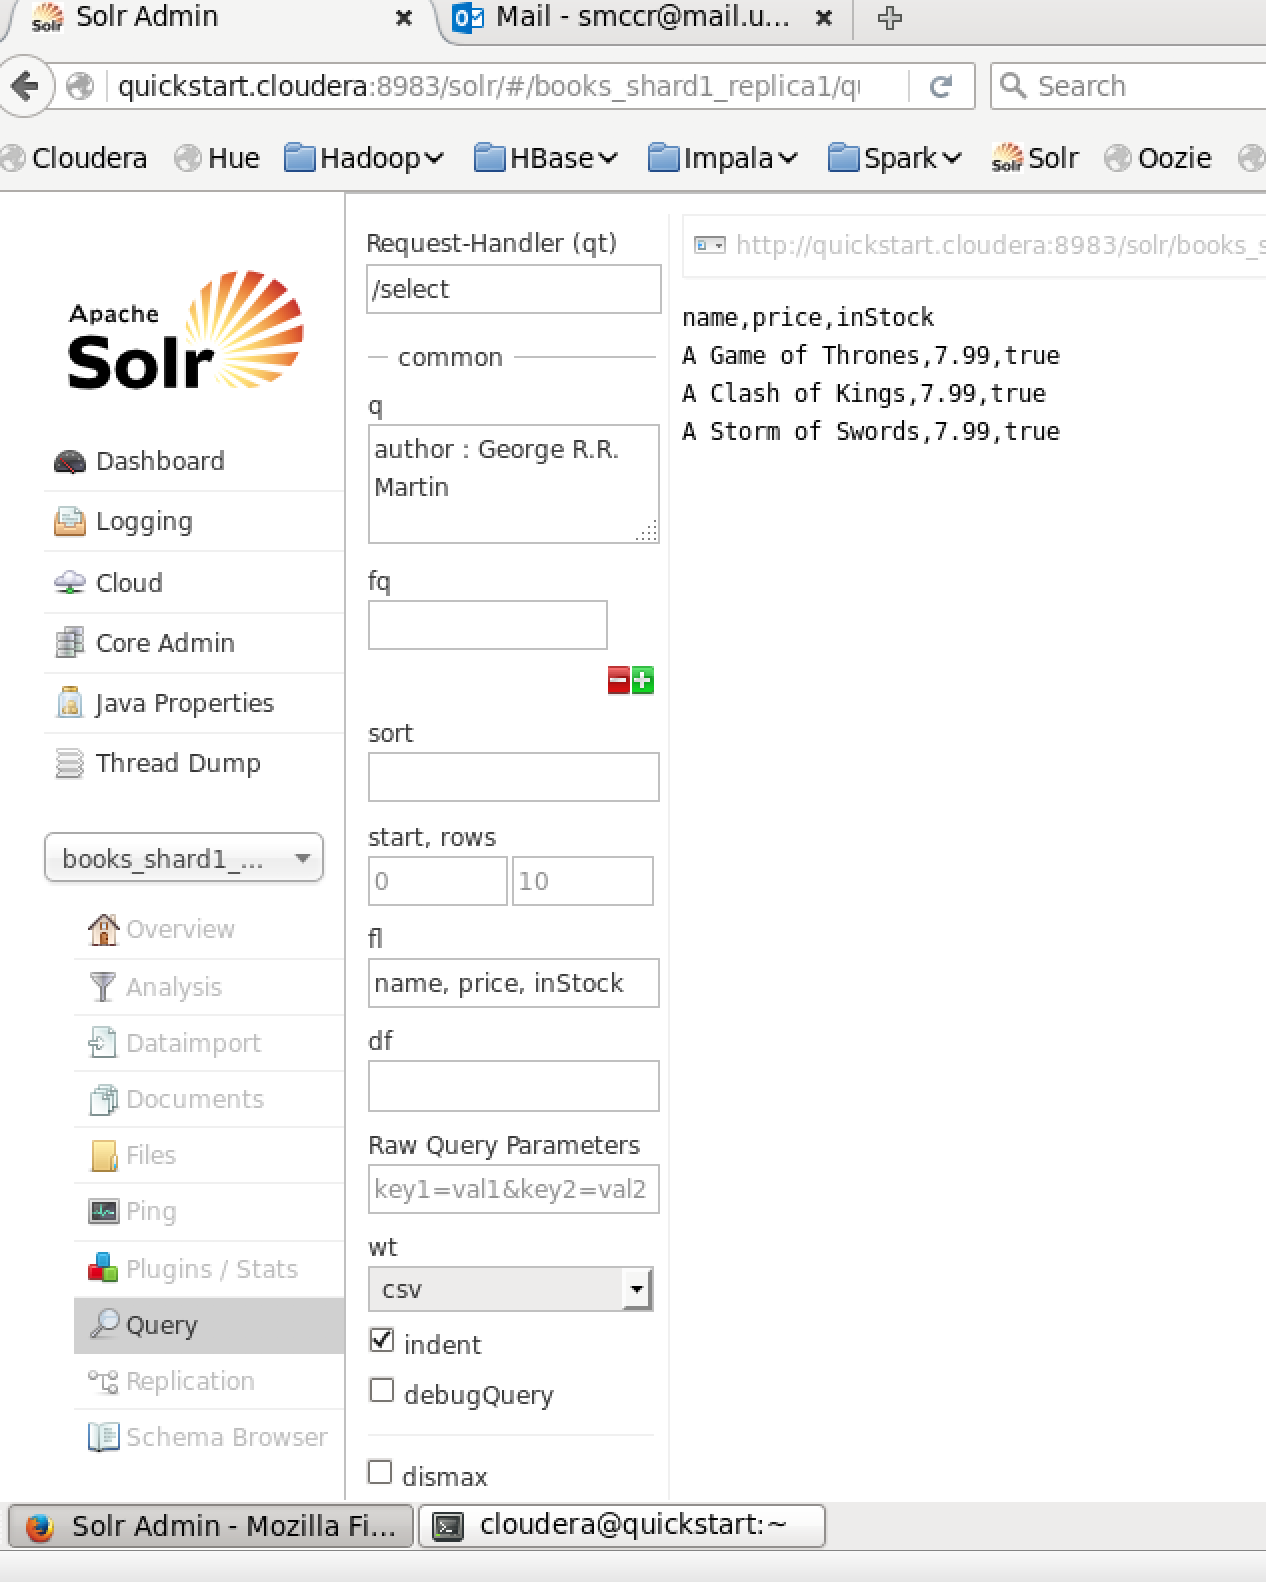 Solr Admin
Mail - smccr@mail.u...
quickstart.cloudera:8983/solr/#/books_shard1_replica1/qu
Search
Cloudera Hue Hadoop HBase Impala Spark Solr Oozie
Apache
Solr
Dashboard
Logging
Cloud
Core Admin
Java Properties
Thread Dump
books_shard1_...
Overview
Analysis
Dataimport
Documents
Files
Ping
Plugins / Stats
Query
Replication
Schema Browser
Request-Handler (qt)
/select
common
q
author : George R.R.
Martin
fq
sort
start, rows
0 10
fl
name, price, inStock
df
Raw Query Parameters
key1=val1&key2=val2
wt
csv
indent
debugQuery
dismax
http://quickstart.cloudera:8983/solr/books_s
name,price,inStock
A Game of Thrones,7.99,true
A Clash of Kings,7.99,true
A Storm of Swords,7.99,true
Solr Admin - Mozilla Fi...
cloudera@quickstart:~